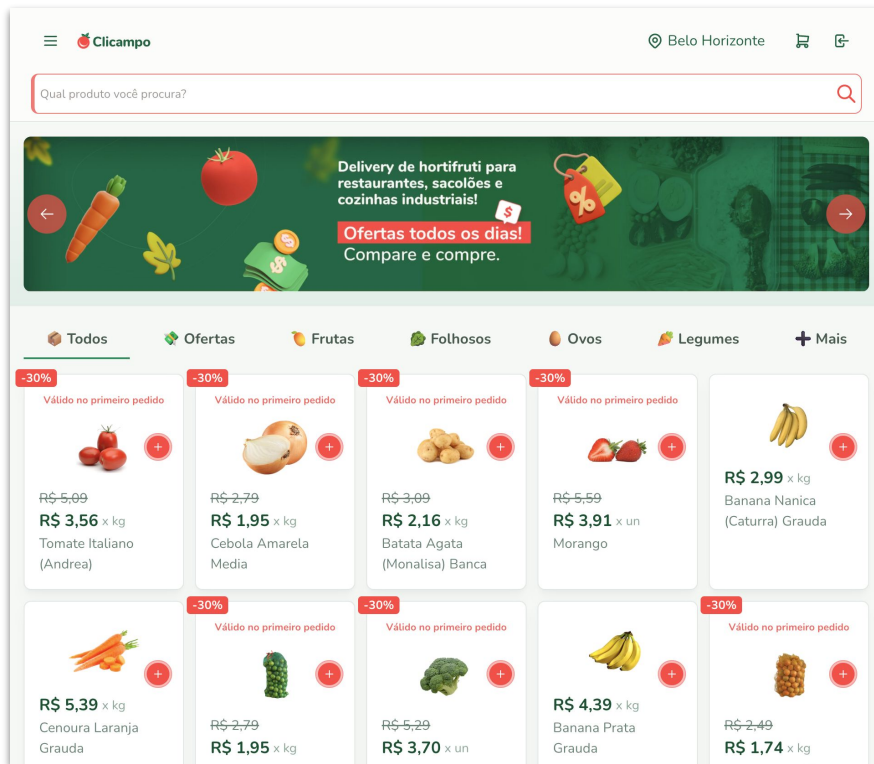 Clicampo
Belo Horizonte
Qual produto você procura?
Delivery de hortifruti para
restaurantes, sacolões e
cozinhas industriais!
$
Ofertas todos os dias!
Compare e compre.
%
$
$
Todos
Ofertas
Frutas
Folhosos
Ovos
Legumes
Mais
-30%
Válido no primeiro pedido
R$ 5,09
R$ 3,56 x kg
Tomate Italiano
(Andrea)
-30%
Válido no primeiro pedido
R$ 2,79
R$ 1,95 x kg
Cebola Amarela
Media
-30%
Válido no primeiro pedido
R$ 3,09
R$ 2,16 x kg
Batata Agata
(Monalisa) Banca
-30%
Válido no primeiro pedido
R$ 5,59
R$ 3,91 x un
Morango
R$ 2,99 x kg
Banana Nanica
(Caturra) Grauda
R$ 5,39 x kg
Cenoura Laranja
Grauda
-30%
Válido no primeiro pedido
R$ 2,79
R$ 1,95 x kg
-30%
Válido no primeiro pedido
R$ 5,29
R$ 3,70 x un
R$ 4,39 x kg
Banana Prata
Grauda
-30%
Válido no primeiro pedido
R$ 2,49
R$ 1,74 x kg